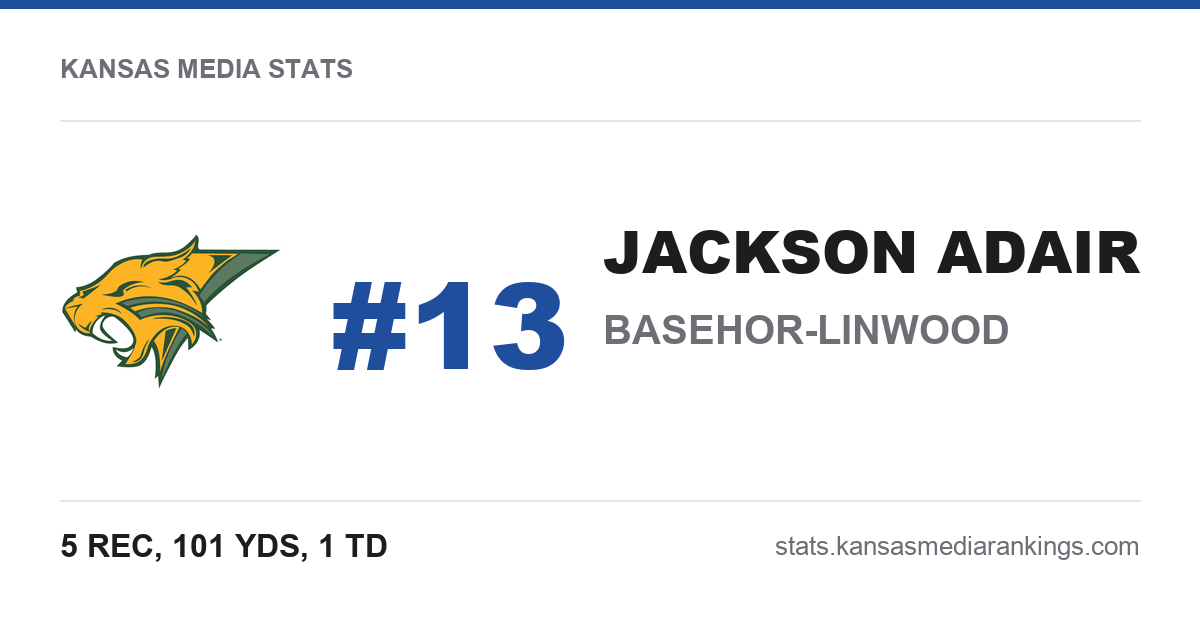 KANSAS MEDIA STATS
#13
JACKSON ADAIR
BASEHOR-LINWOOD
5 REC, 101 YDS, 1 TD
stats.kansasmediarankings.com